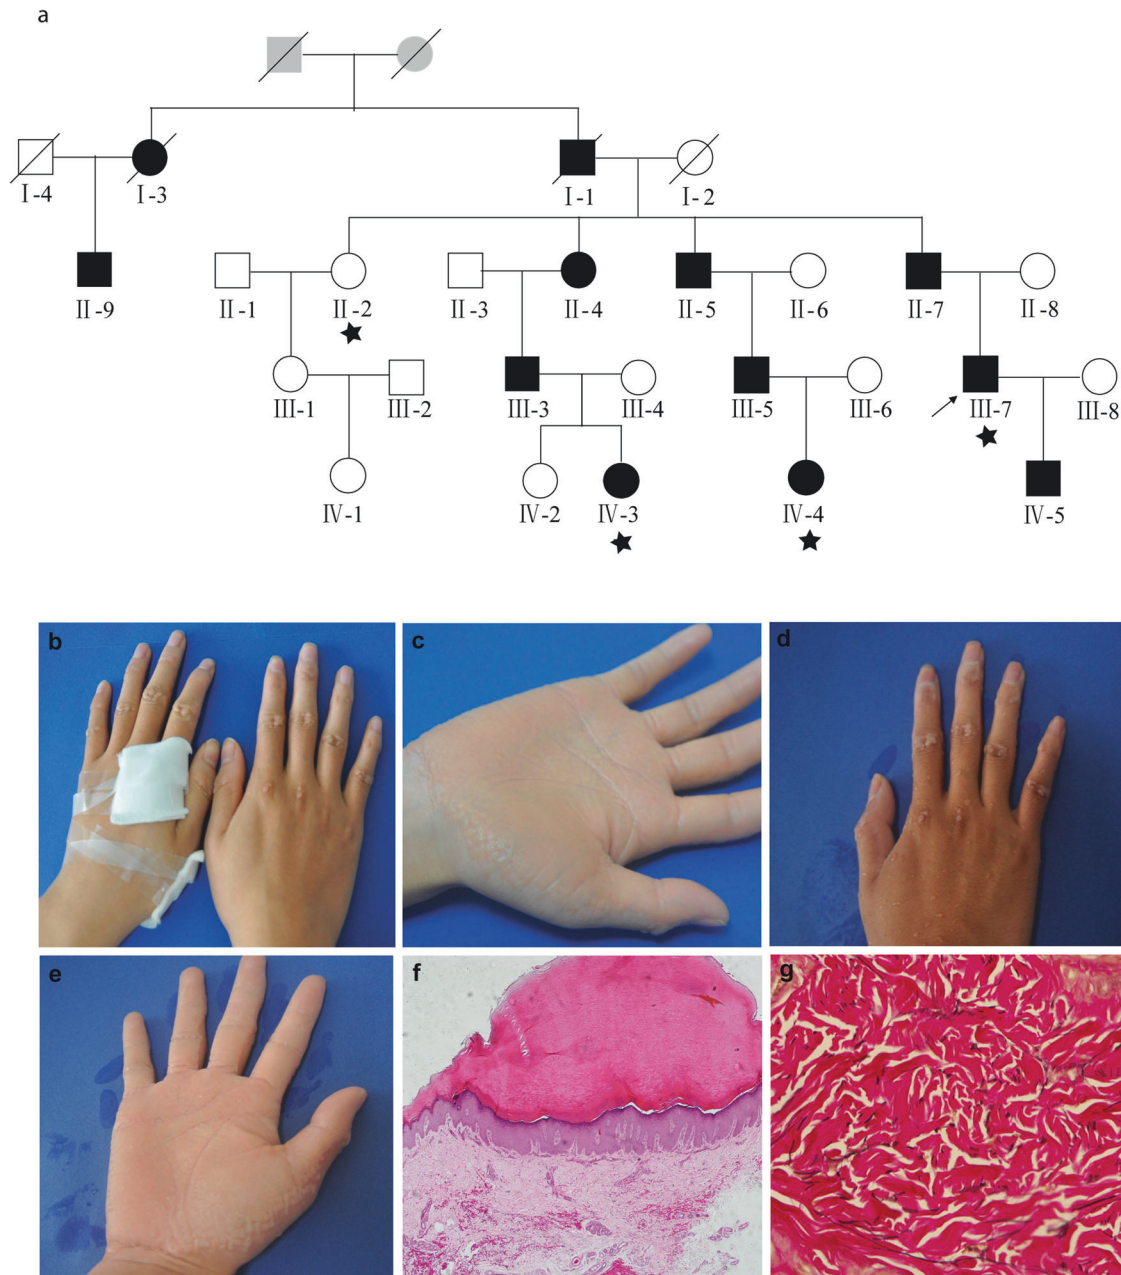 a
I-4 I-3 I-1 I-2
II-9 II-1 II-2 II-3 II-4 II-5 II-6 II-7 II-8
III-1 III-2 III-3 III-4 III-5 III-6 III-7 III-8
IV-1 IV-2 IV-3 IV-4 IV-5
b c d
e f g